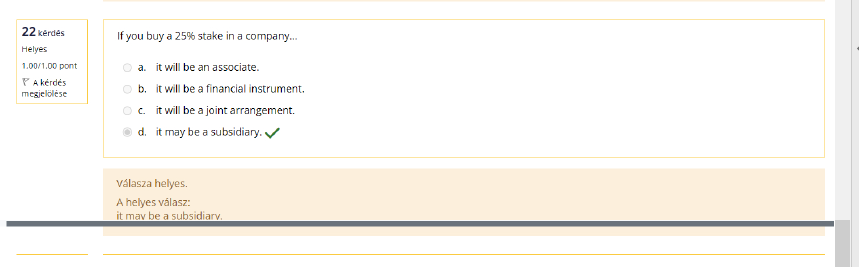 22 kérdés
Helyes
1,00/1,00 pont
A kérdés
megjelölése
If you buy a 25% stake in a company...
a. it will be an associate.
b. it will be a financial instrument.
c. it will be a joint arrangement.
d. it may be a subsidiary.
Válasza helyes.
A helyes válasz:
it may be a subsidiary.